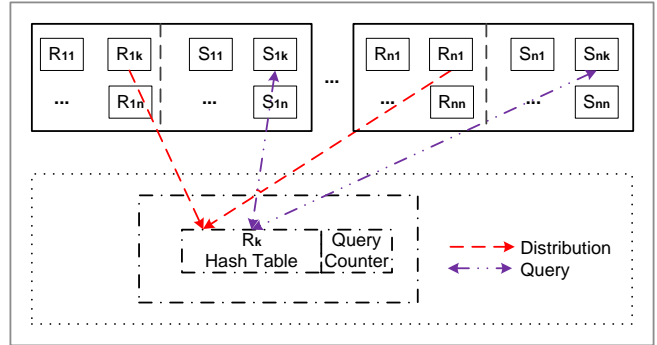 R11 R1k S11 S1k Rn1 Rn1 Sn1 Snk
...
... R1n ... S1n ... Rnn ... Snn
Rk Query
Hash Table Counter
Distribution
Query